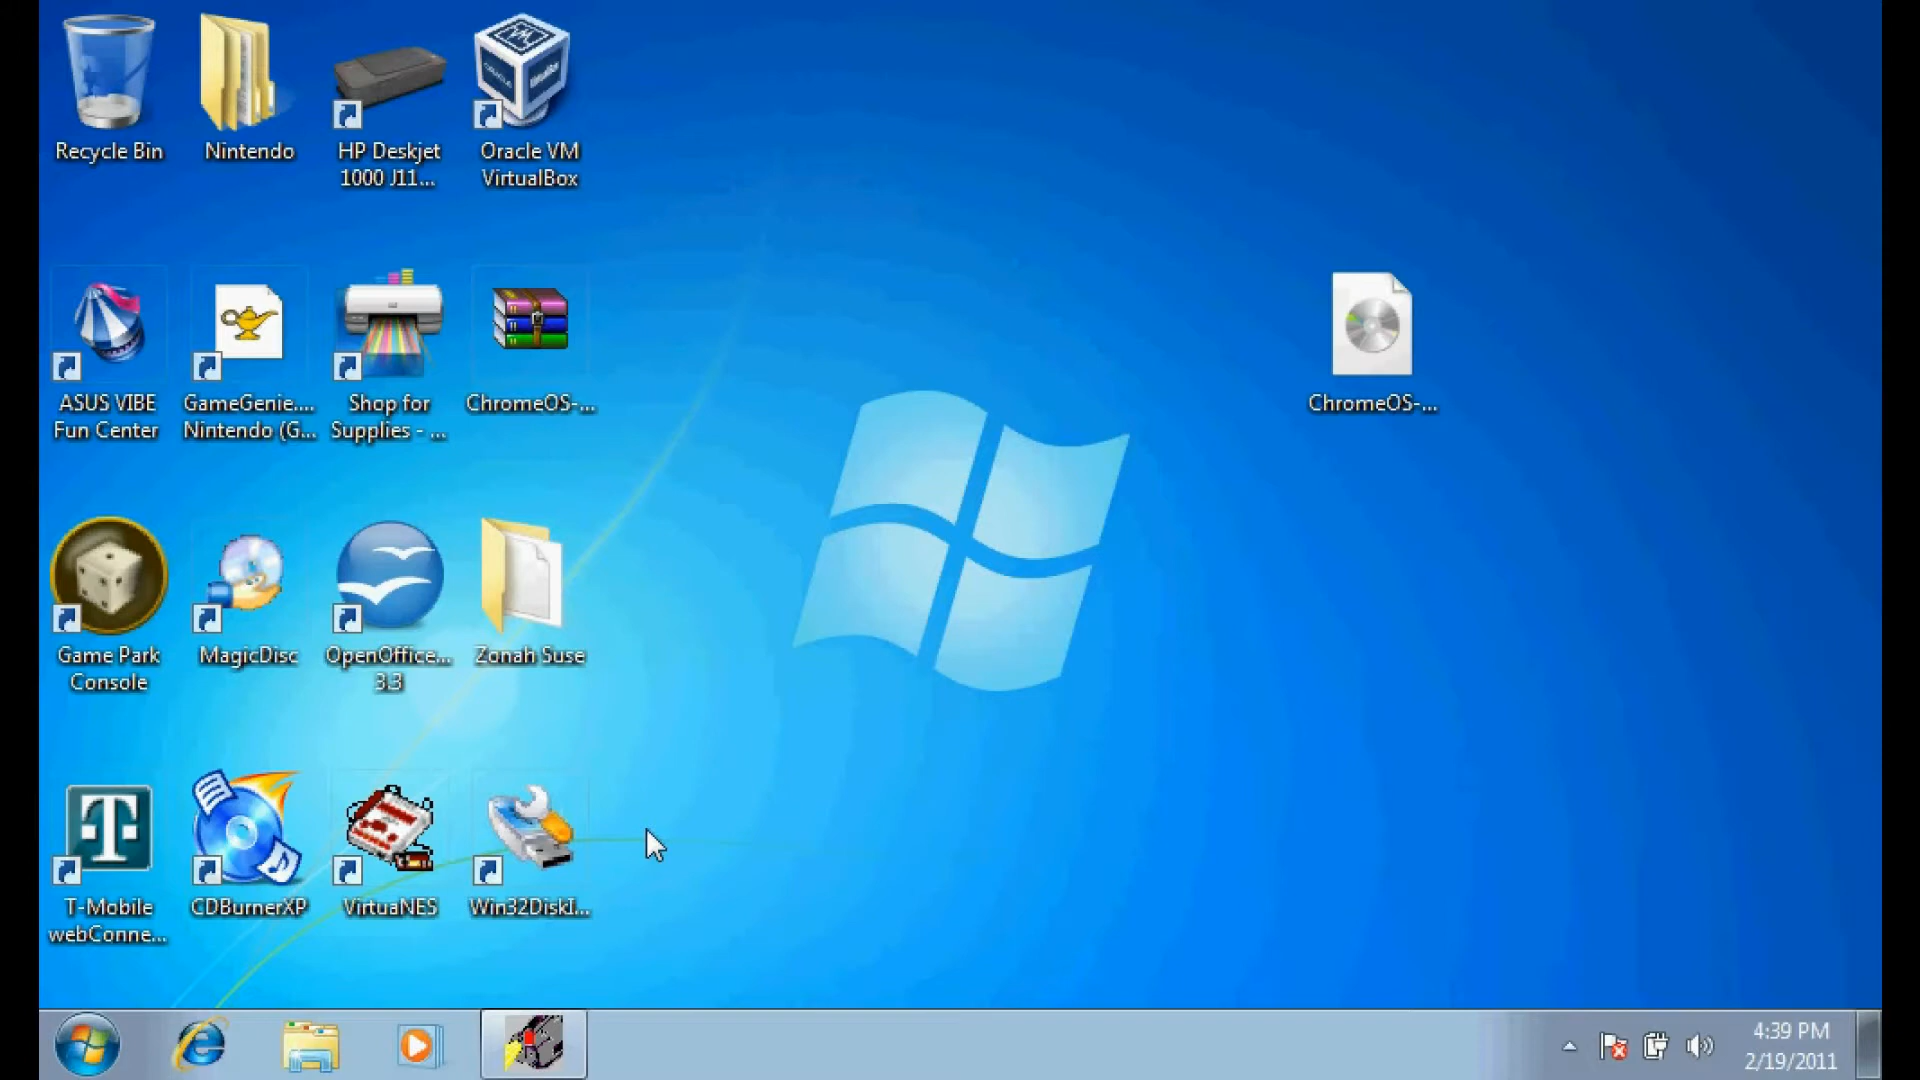 Recycle Bin
Nintendo
HP Deskjet
1000 J11...
Oracle VM
VirtualBox
ASUS VIBE
Fun Center
GameGenie....
Nintendo (G...
Shop for
Supplies - ...
ChromeOS-...
ChromeOS-...
Game Park
Console
MagicDisc
OpenOffice...
3.3
Zonah Suse
T-Mobile
webConne...
CDBurnerXP
VirtuaNES
Win32DiskI...
4:39 PM
2/19/2011